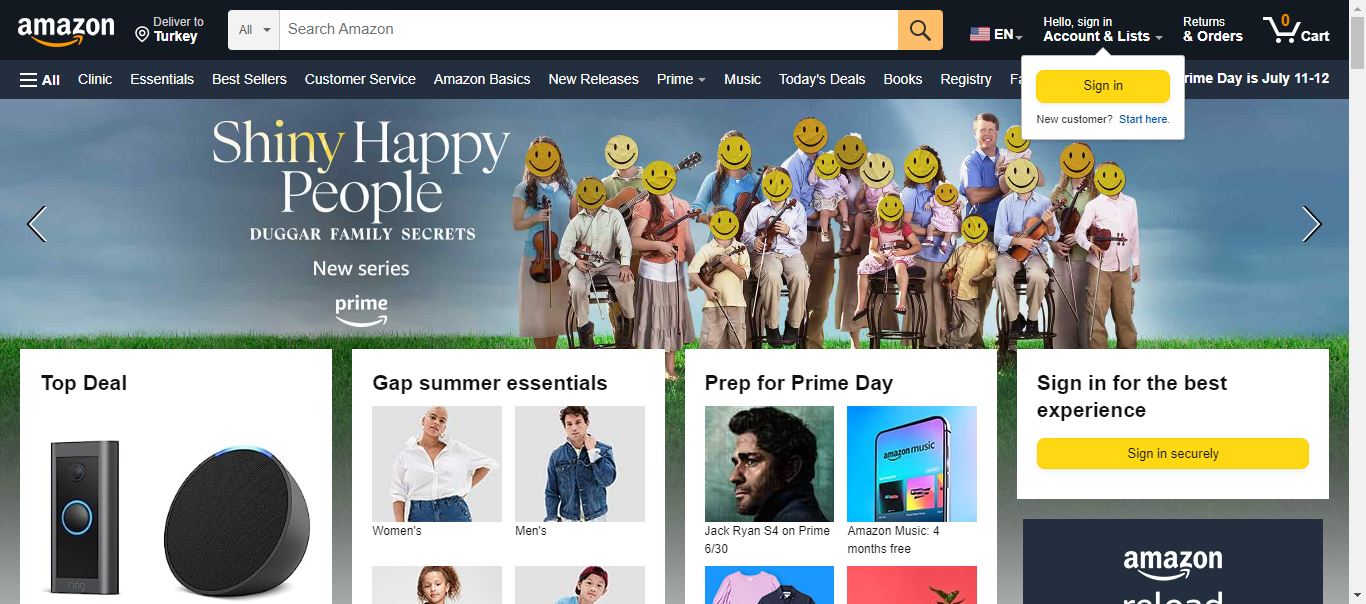 amazon
Deliver to
Turkey
All
Search Amazon
EN
Hello, sign in
Account & Lists
Returns
& Orders
0
Cart
All
Clinic
Essentials
Best Sellers
Customer Service
Amazon Basics
New Releases
Prime
Music
Today's Deals
Books
Registry
Fa
rime Day is July 11-12
Sign in
New customer? Start here.
Shiny Happy
People
DUGGAR FAMILY SECRETS
New series
prime
Top Deal
ring
Gap summer essentials
Women's
Men's
Prep for Prime Day
amazon music
Jack Ryan S4 on Prime
6/30
Amazon Music: 4
months free
Sign in for the best
experience
Sign in securely
amazon
reload